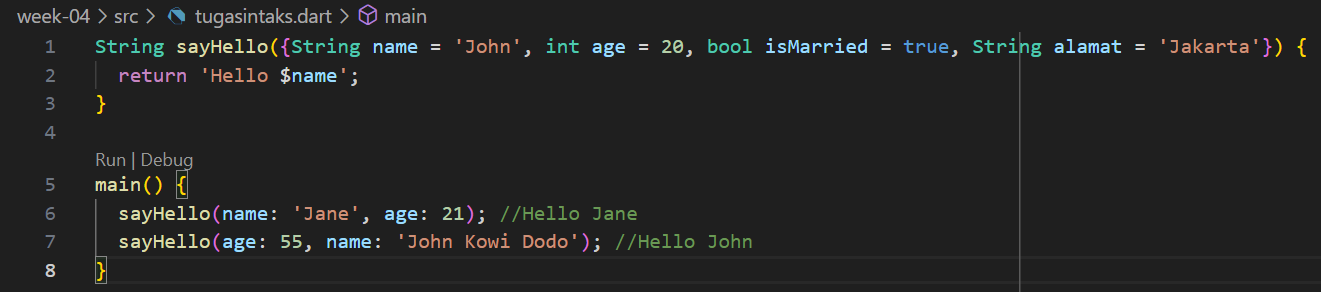 week-04 > src > tugasintaks.dart > main
1 String sayHello({String name = 'John', int age = 20, bool isMarried = true, String alamat = 'Jakarta'}) {
2   return 'Hello $name';
3 }
4
Run | Debug
5 main() {
6   sayHello(name: 'Jane', age: 21); //Hello Jane
7   sayHello(age: 55, name: 'John Kowi Dodo'); //Hello John
8 }